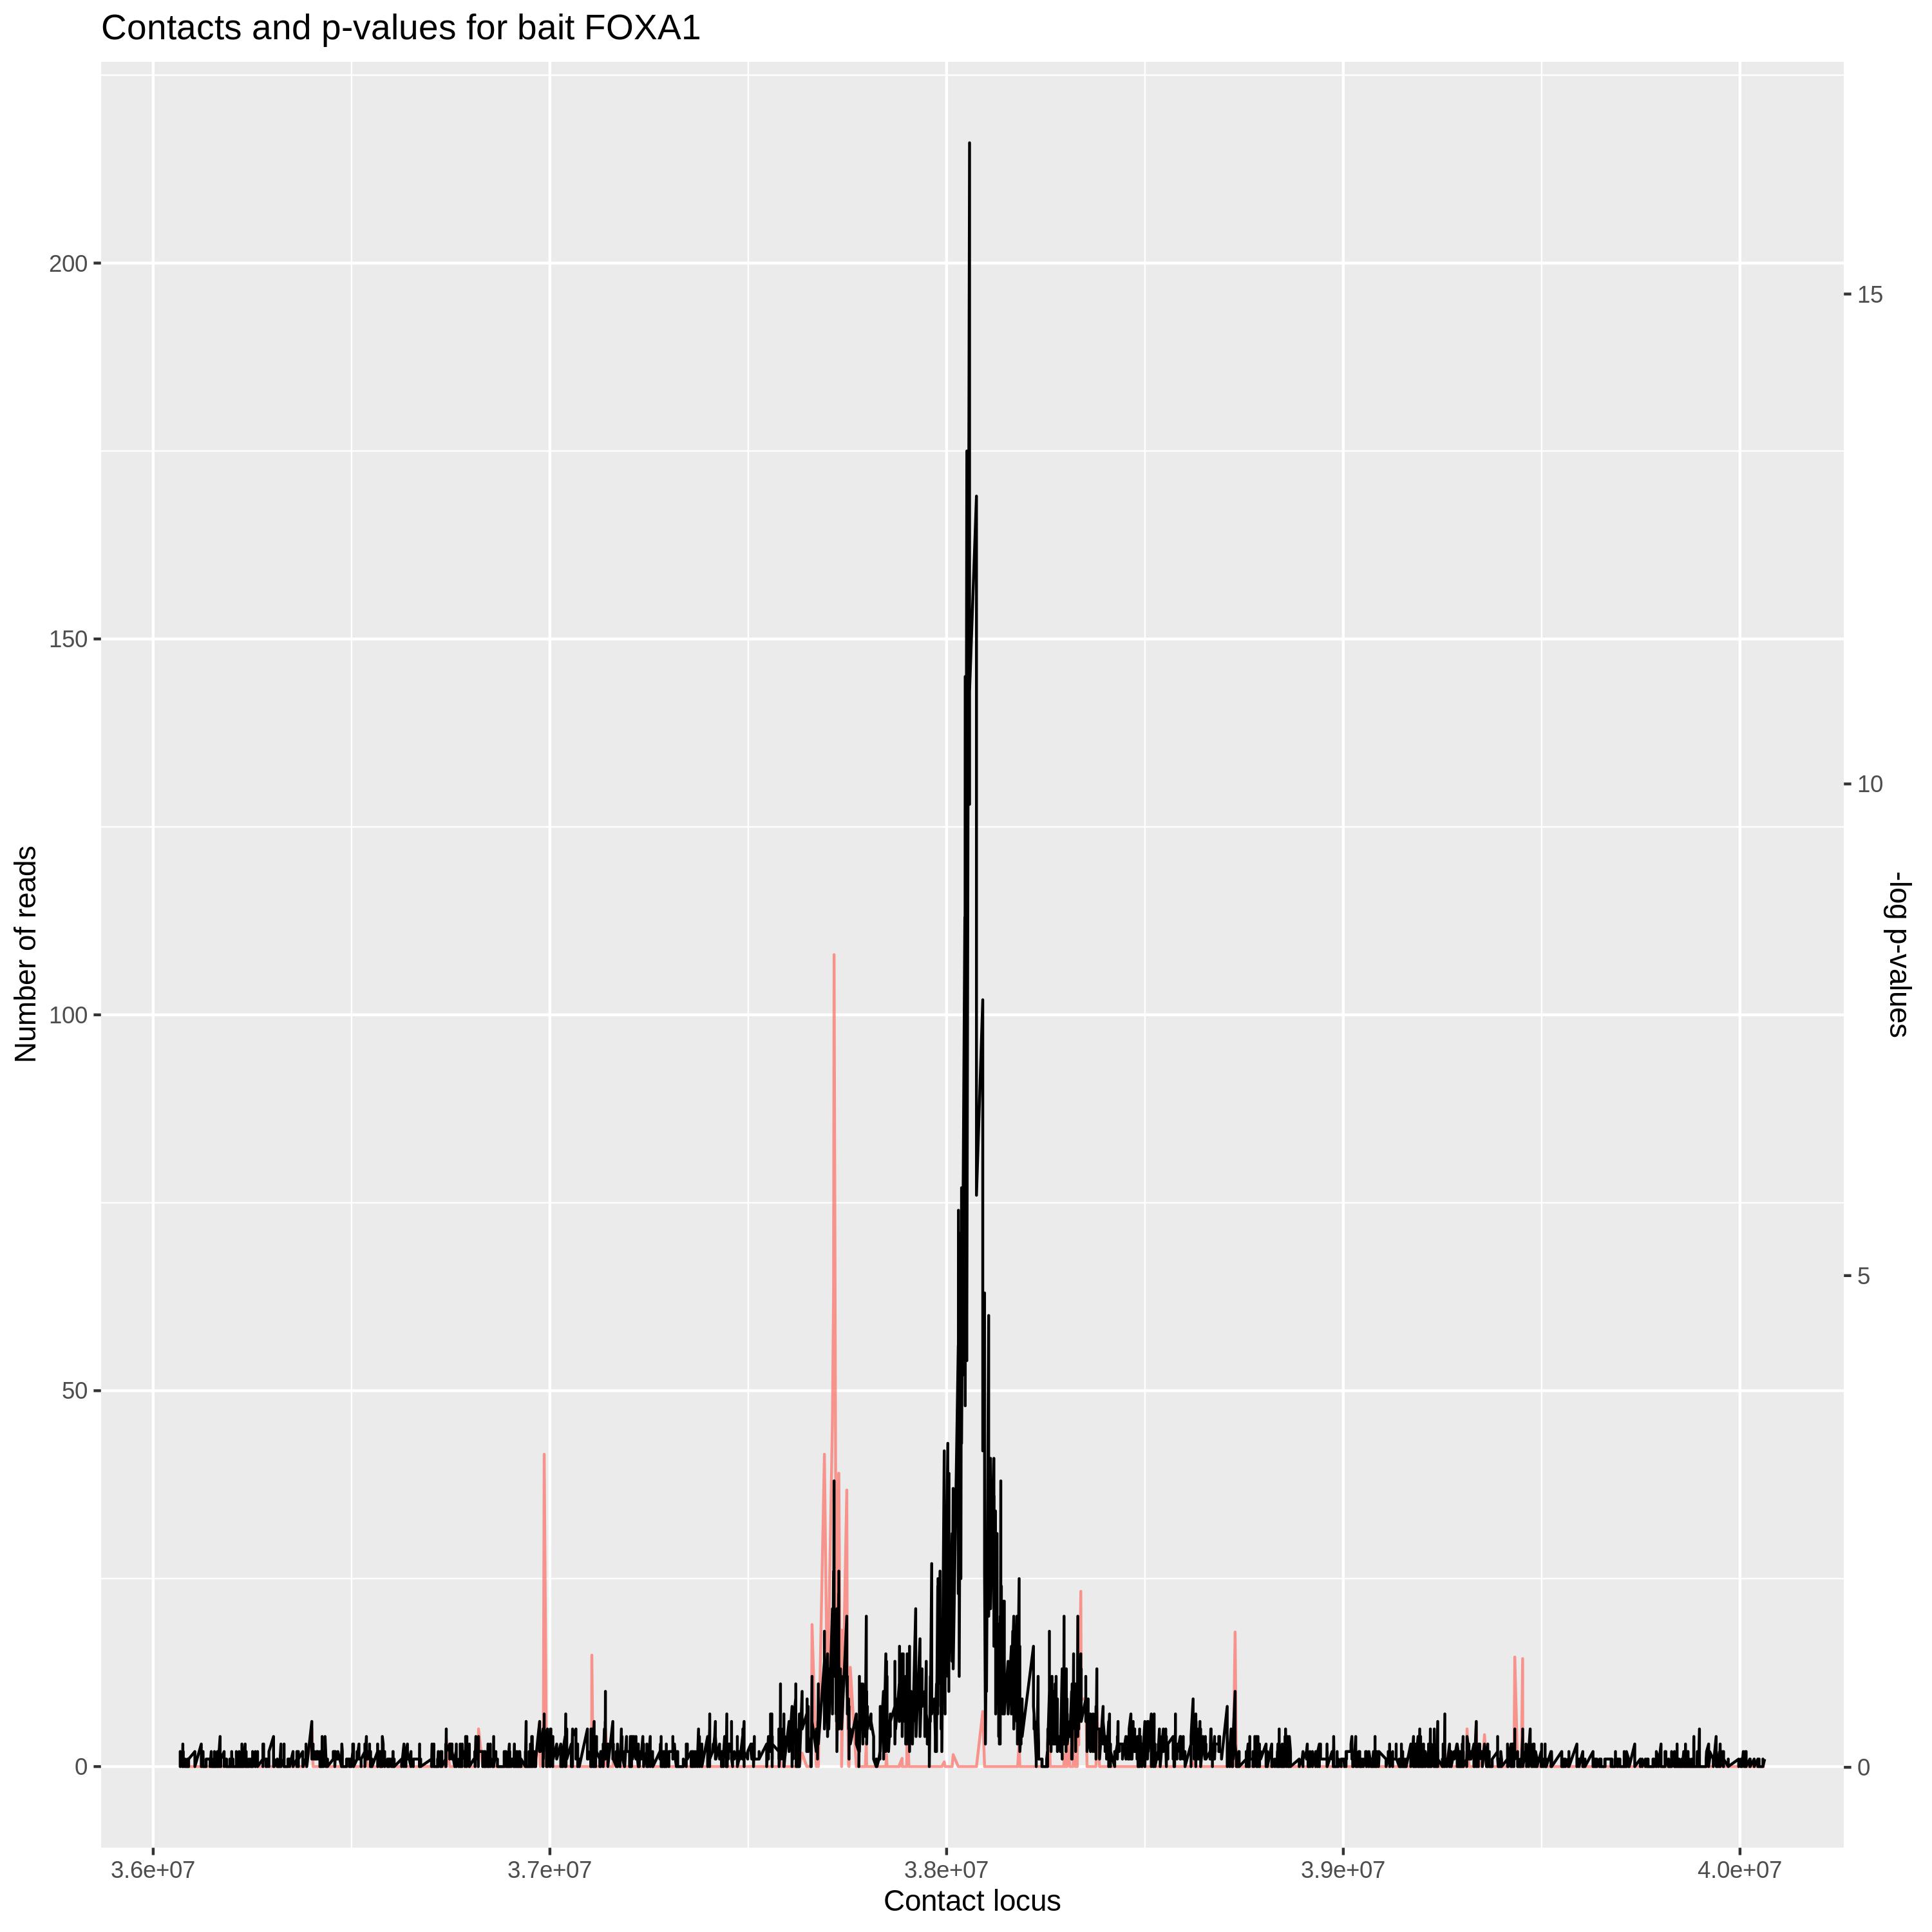 Contacts and p-values for bait FOXA1
Number of reads
200
150
100
50
0
15
10
5
0
-log p-values
3.6e+07 3.7e+07 3.8e+07 3.9e+07 4.0e+07
Contact locus